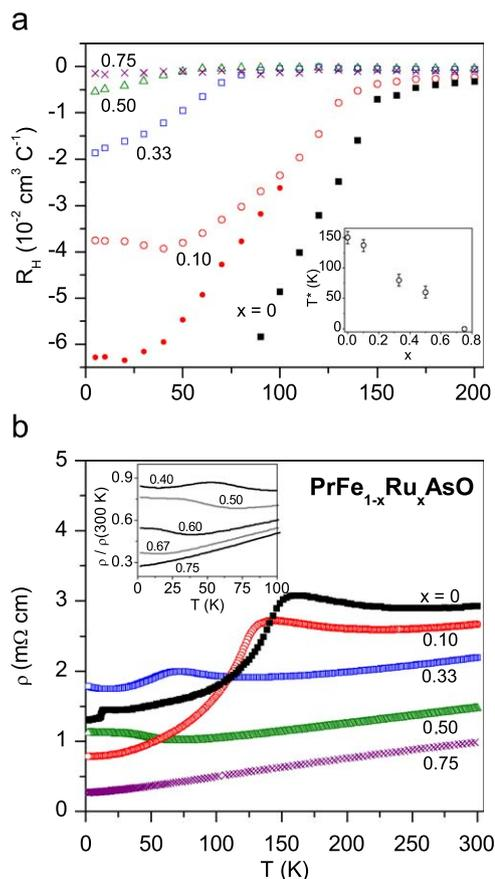 a
0
-1
-2
-3
-4
-5
-6
R_H (10^-2 cm^3 C^-1)
0.75
0.50
0.33
0.10
x = 0
150
100
50
0
T* (K)
0.0 0.2 0.4 0.6 0.8
x
0 50 100 150 200
b
5
4
3
2
1
0
ρ (mΩ cm)
PrFe_1-xRu_xAsO
0.9
0.6
0.3
ρ / ρ(300 K)
0.40
0.50
0.60
0.67
0.75
0 25 50 75 100
T (K)
x = 0
0.10
0.33
0.50
0.75
0 50 100 150 200 250 300
T (K)